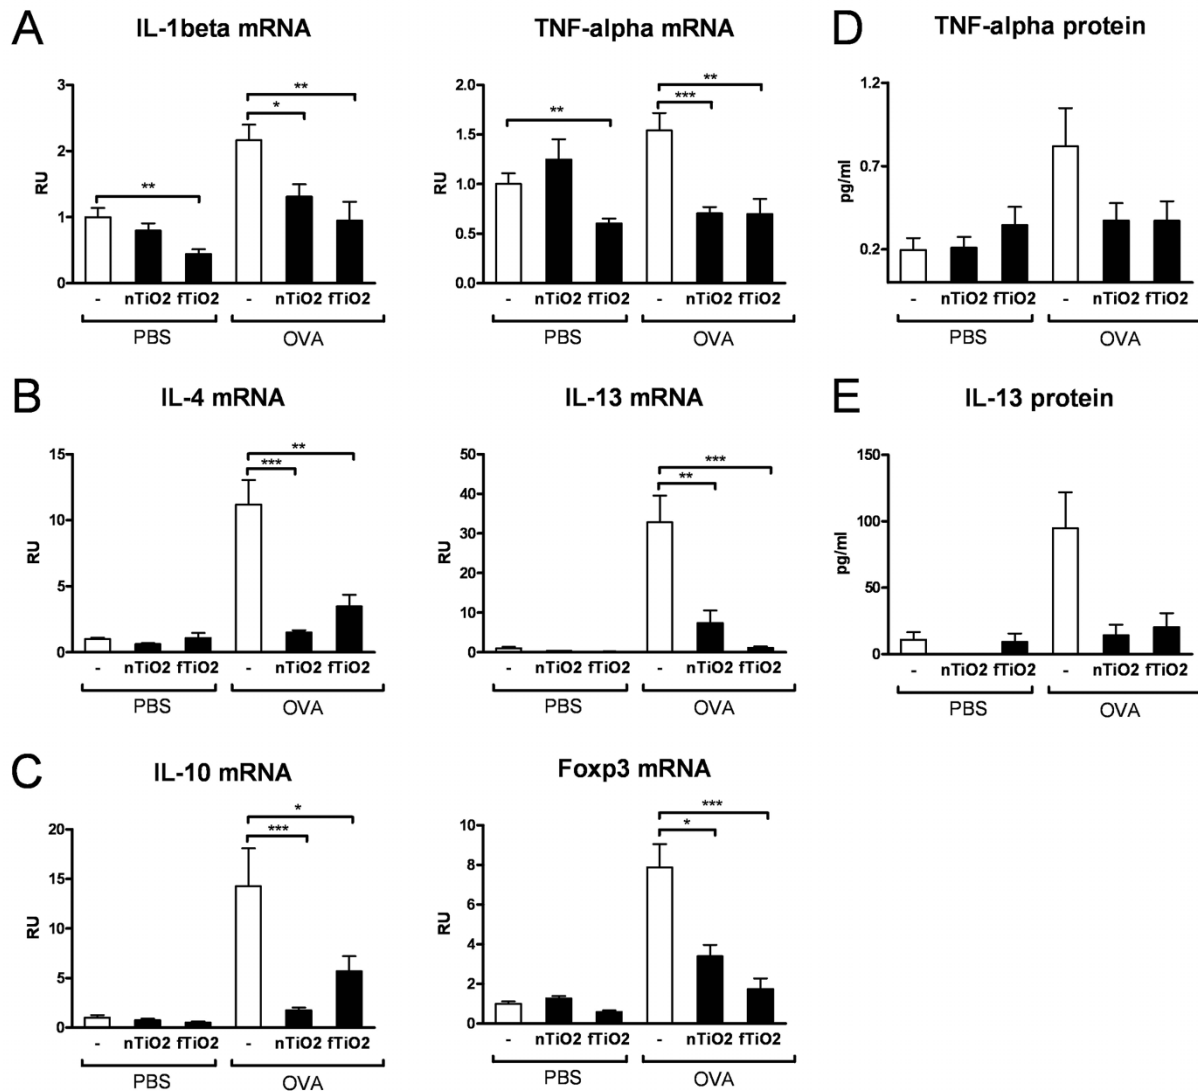 A
IL-1beta mRNA
TNF-alpha mRNA
D
TNF-alpha protein
3
2
1
0
RU
**
*
**
- nTiO2 fTiO2 - nTiO2 fTiO2
PBS OVA
2.0
1.5
1.0
0.5
0.0
RU
**
***
**
- nTiO2 fTiO2 - nTiO2 fTiO2
PBS OVA
1.2
0.7
0.2
pg/ml
- nTiO2 fTiO2 - nTiO2 fTiO2
PBS OVA
B
IL-4 mRNA
IL-13 mRNA
E
IL-13 protein
15
10
5
0
RU
**
***
- nTiO2 fTiO2 - nTiO2 fTiO2
PBS OVA
50
40
30
20
10
0
RU
***
**
- nTiO2 fTiO2 - nTiO2 fTiO2
PBS OVA
150
100
50
0
pg/ml
- nTiO2 fTiO2 - nTiO2 fTiO2
PBS OVA
C
IL-10 mRNA
Foxp3 mRNA
20
15
10
5
0
RU
*
***
- nTiO2 fTiO2 - nTiO2 fTiO2
PBS OVA
10
8
6
4
2
0
RU
***
*
- nTiO2 fTiO2 - nTiO2 fTiO2
PBS OVA